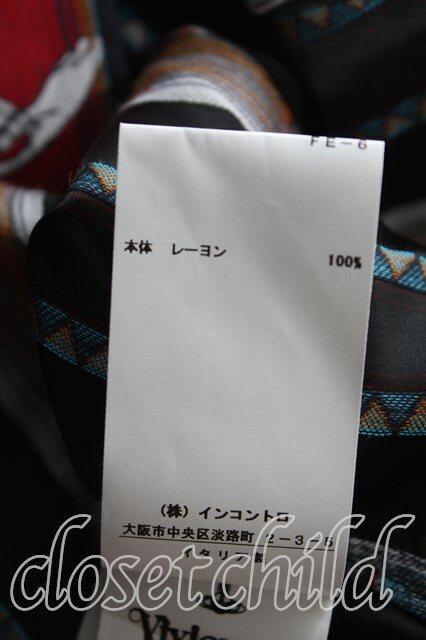 FE-6
本体 レーヨン 100%
(株) インコントロ
大阪市中央区淡路町 2-3-5
イタリア製
closetchild